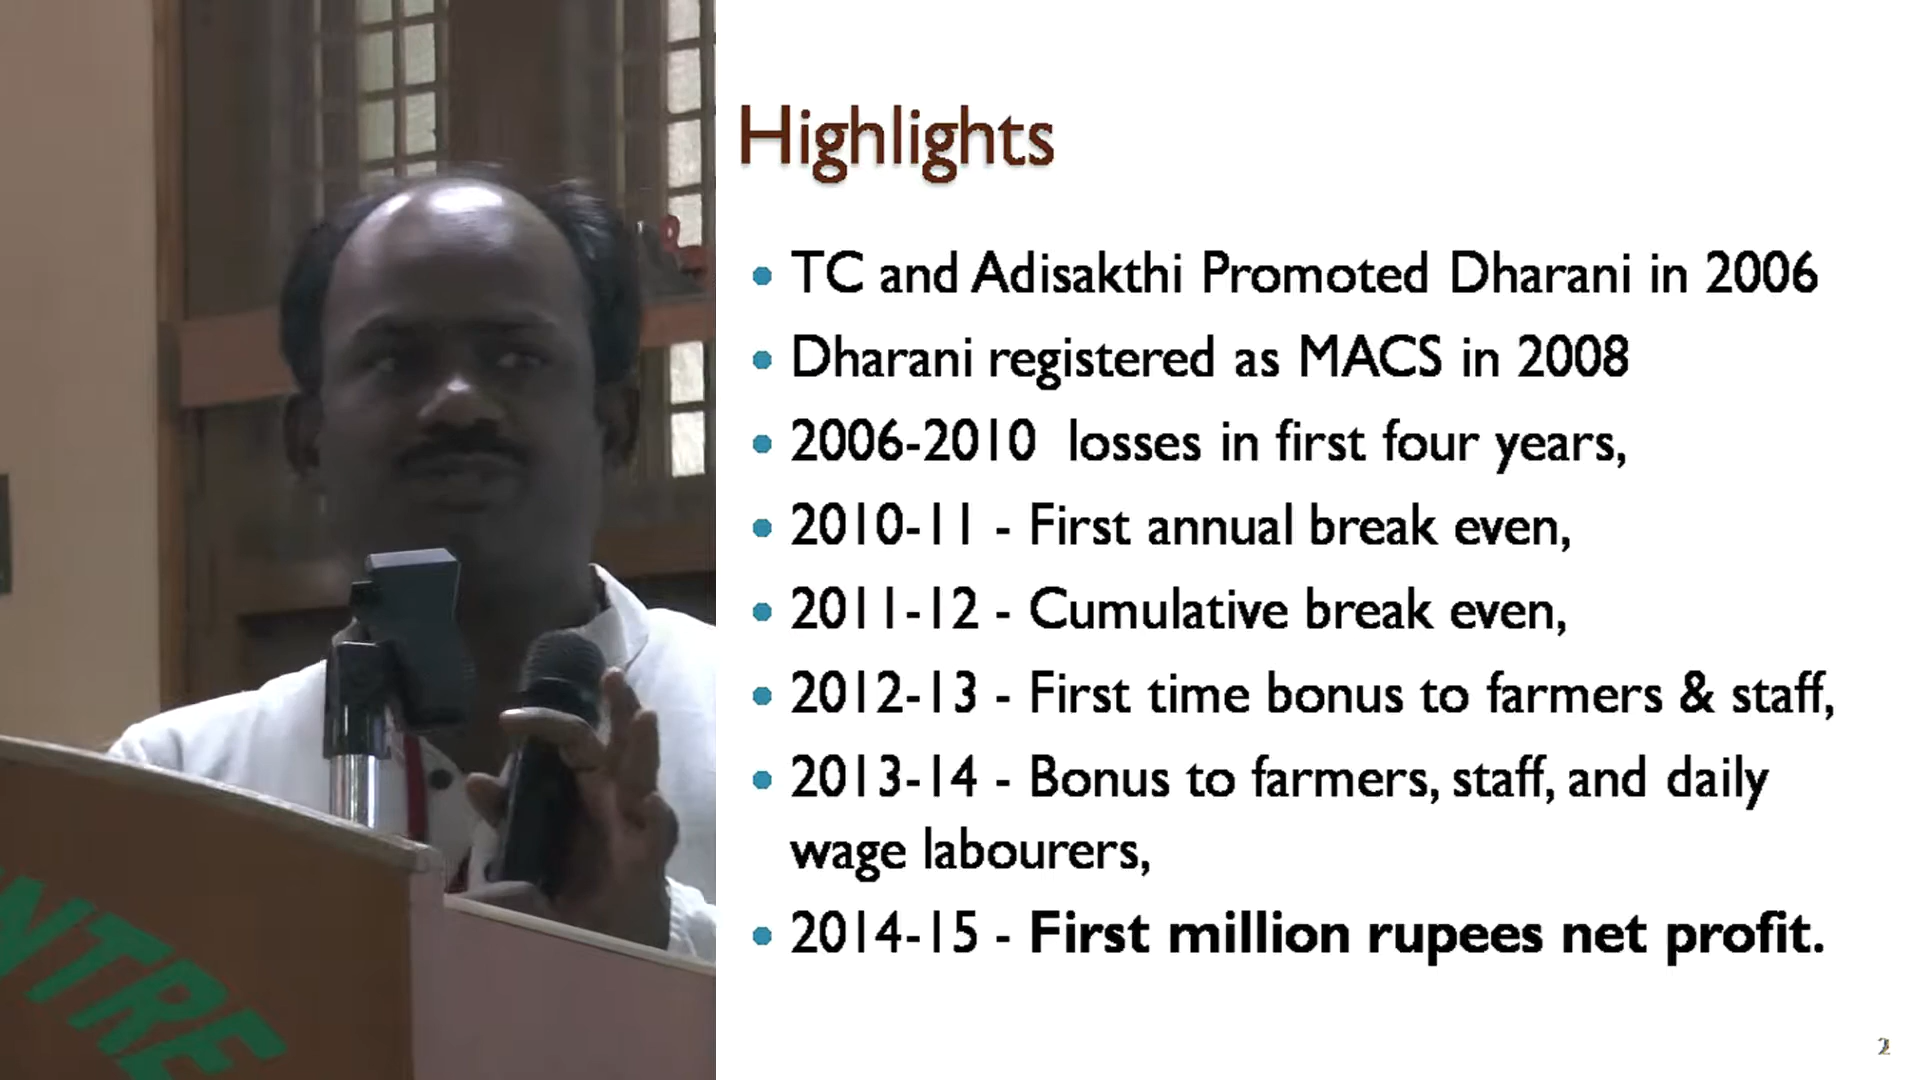 Highlights
• TC and Adisakthi Promoted Dharani in 2006
• Dharani registered as MACS in 2008
• 2006-2010 losses in first four years,
• 2010-11 - First annual break even,
• 2011-12 - Cumulative break even,
• 2012-13 - First time bonus to farmers & staff,
• 2013-14 - Bonus to farmers, staff, and daily
wage labourers,
• 2014-15 - First million rupees net profit.
NTRE